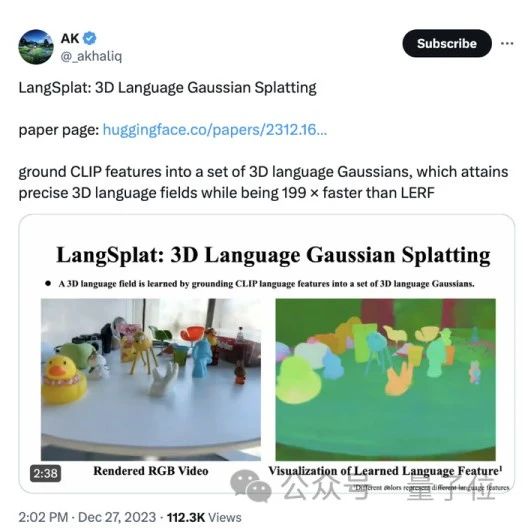 AK
@_akhaliq
Subscribe
LangSplat: 3D Language Gaussian Splatting
paper page: huggingface.co/papers/2312.16...
ground CLIP features into a set of 3D language Gaussians, which attains
precise 3D language fields while being 199 × faster than LERF
LangSplat: 3D Language Gaussian Splatting
• A 3D language field is learned by grounding CLIP language features into a set of 3D language Gaussians.
2:38
Rendered RGB Video
Visualization of Learned Language Feature¹
¹Different colors represent different language features
公众号 · 量子位
2:02 PM · Dec 27, 2023 · 112.3K Views